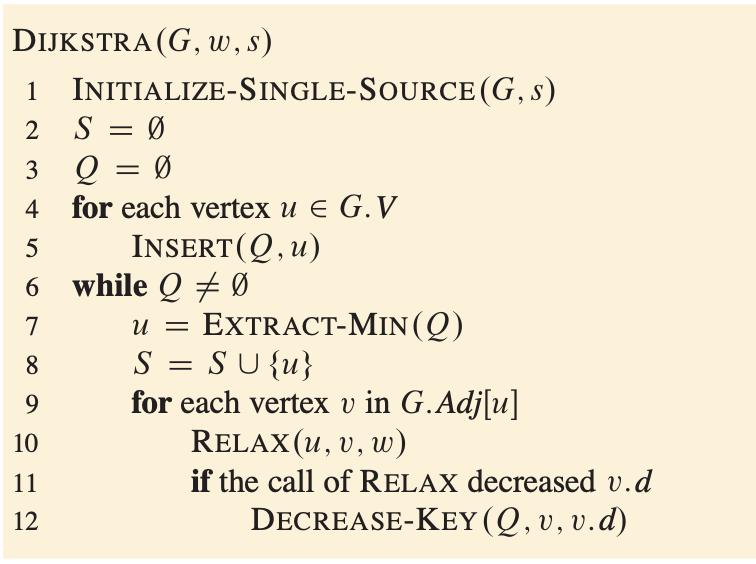 DIJKSTRA(G, w, s)
1 INITIALIZE-SINGLE-SOURCE(G, s)
2 S = ∅
3 Q = ∅
4 for each vertex u ∈ G.V
5 INSERT(Q, u)
6 while Q ≠ ∅
7 u = EXTRACT-MIN(Q)
8 S = S ∪ {u}
9 for each vertex v in G.Adj[u]
10 RELAX(u, v, w)
11 if the call of RELAX decreased v.d
12 DECREASE-KEY(Q, v, v.d)